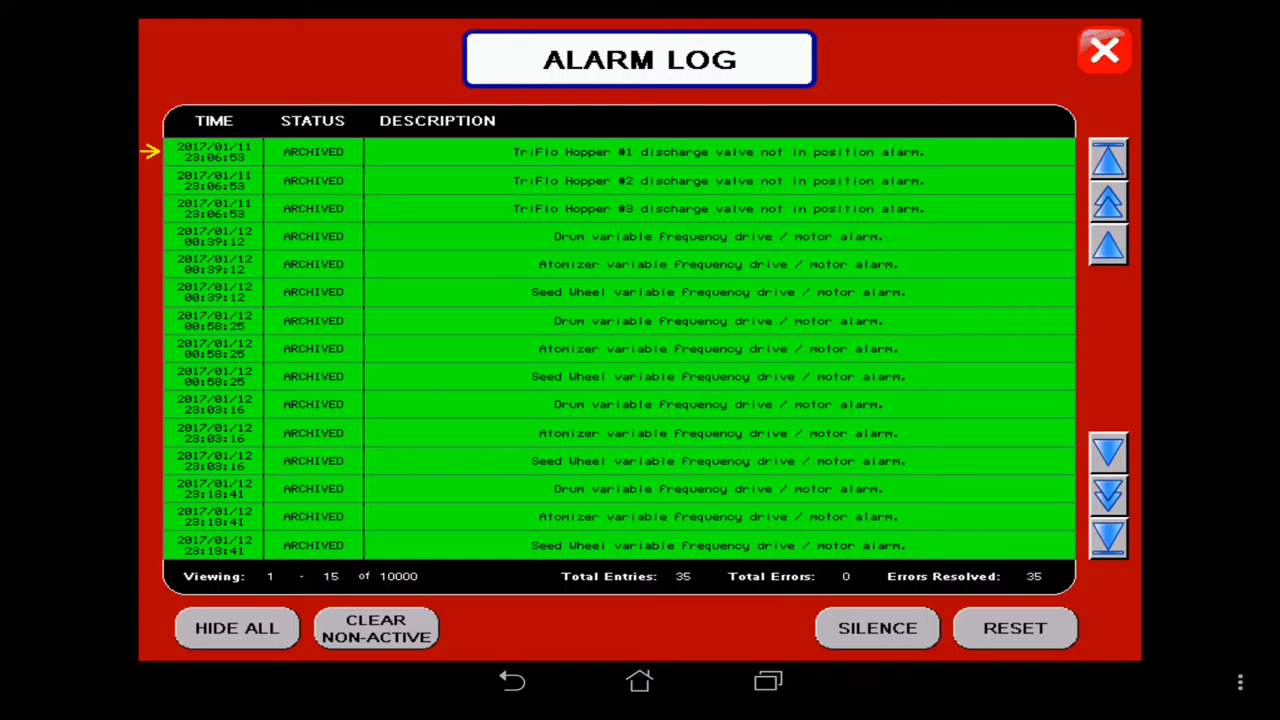 ALARM LOG
TIME STATUS DESCRIPTION
2017/01/11 23:06:53 ARCHIVED TriFlo Hopper #1 discharge valve not in position alarm.
2017/01/11 23:06:53 ARCHIVED TriFlo Hopper #2 discharge valve not in position alarm.
2017/01/11 23:06:53 ARCHIVED TriFlo Hopper #3 discharge valve not in position alarm.
2017/01/12 00:39:12 ARCHIVED Drum variable frequency drive / motor alarm.
2017/01/12 00:39:12 ARCHIVED Atomizer variable frequency drive / motor alarm.
2017/01/12 00:39:12 ARCHIVED Seed Wheel variable frequency drive / motor alarm.
2017/01/12 00:58:25 ARCHIVED Drum variable frequency drive / motor alarm.
2017/01/12 00:58:25 ARCHIVED Atomizer variable frequency drive / motor alarm.
2017/01/12 00:58:25 ARCHIVED Seed Wheel variable frequency drive / motor alarm.
2017/01/12 23:03:16 ARCHIVED Drum variable frequency drive / motor alarm.
2017/01/12 23:03:16 ARCHIVED Atomizer variable frequency drive / motor alarm.
2017/01/12 23:03:16 ARCHIVED Seed Wheel variable frequency drive / motor alarm.
2017/01/12 23:18:41 ARCHIVED Drum variable frequency drive / motor alarm.
2017/01/12 23:18:41 ARCHIVED Atomizer variable frequency drive / motor alarm.
2017/01/12 23:18:41 ARCHIVED Seed Wheel variable frequency drive / motor alarm.
Viewing: 1 - 15 of 10000 Total Entries: 35 Total Errors: 0 Errors Resolved: 35
HIDE ALL
CLEAR
NON-ACTIVE
SILENCE
RESET